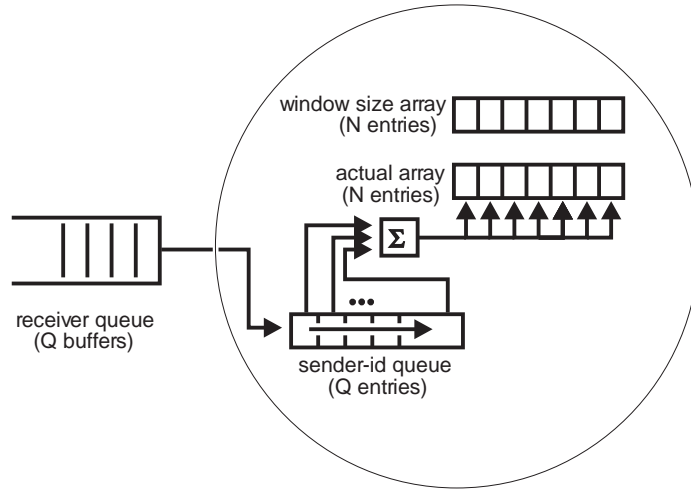 window size array
(N entries)
actual array
(N entries)
Σ
•••
receiver queue
(Q buffers)
sender-id queue
(Q entries)